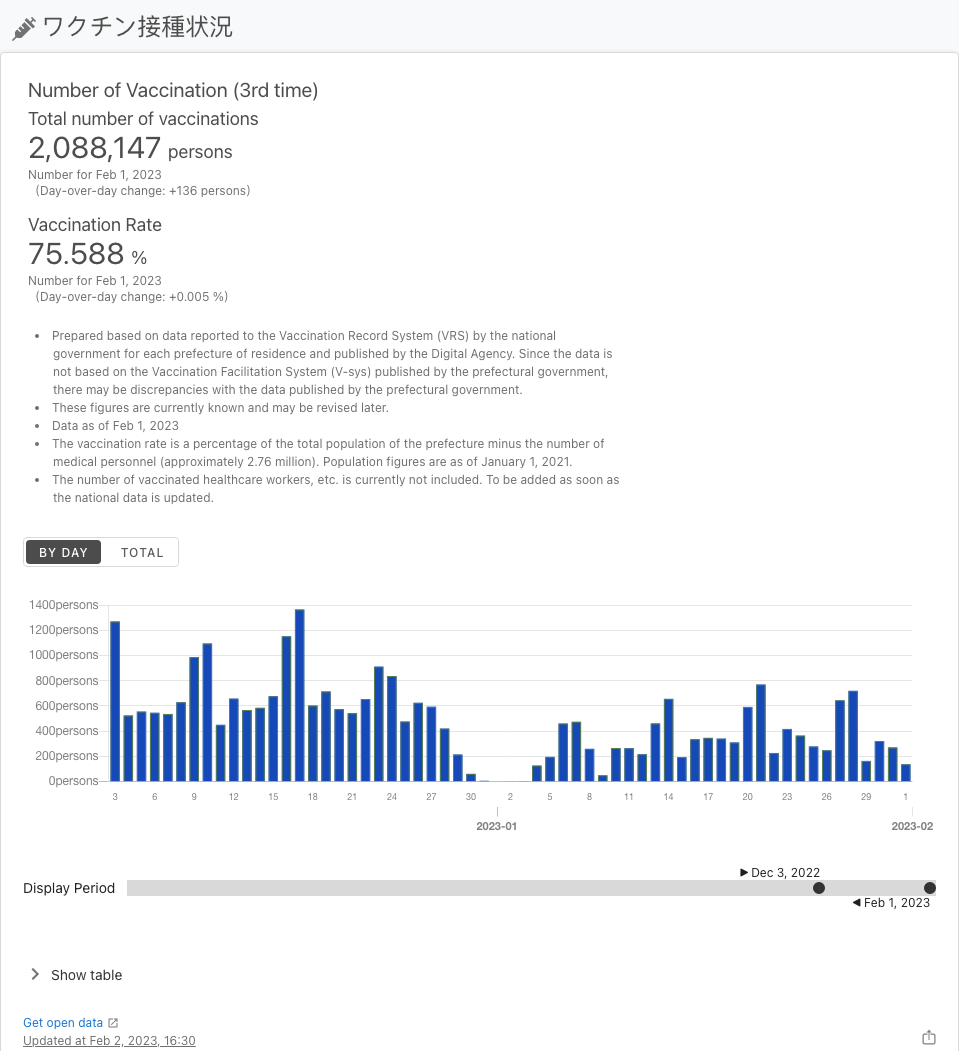 ワクチン接種状況
Number of Vaccination (3rd time)
Total number of vaccinations
2,088,147 persons
Number for Feb 1, 2023
(Day-over-day change: +136 persons)
Vaccination Rate
75.588 %
Number for Feb 1, 2023
(Day-over-day change: +0.005 %)
• Prepared based on data reported to the Vaccination Record System (VRS) by the national
government for each prefecture of residence and published by the Digital Agency. Since the data is
not based on the Vaccination Facilitation System (V-sys) published by the prefectural government,
there may be discrepancies with the data published by the prefectural government.
• These figures are currently known and may be revised later.
• Data as of Feb 1, 2023
• The vaccination rate is a percentage of the total population of the prefecture minus the number of
medical personnel (approximately 2.76 million). Population figures are as of January 1, 2021.
• The number of vaccinated healthcare workers, etc. is currently not included. To be added as soon as
the national data is updated.
BY DAY TOTAL
1400persons
1200persons
1000persons
800persons
600persons
400persons
200persons
0persons
3 6 9 12 15 18 21 24 27 30 2 5 8 11 14 17 20 23 26 29 1
2023-01 2023-02
Dec 3, 2022
Display Period
Feb 1, 2023
Show table
Get open data
Updated at Feb 2, 2023, 16:30